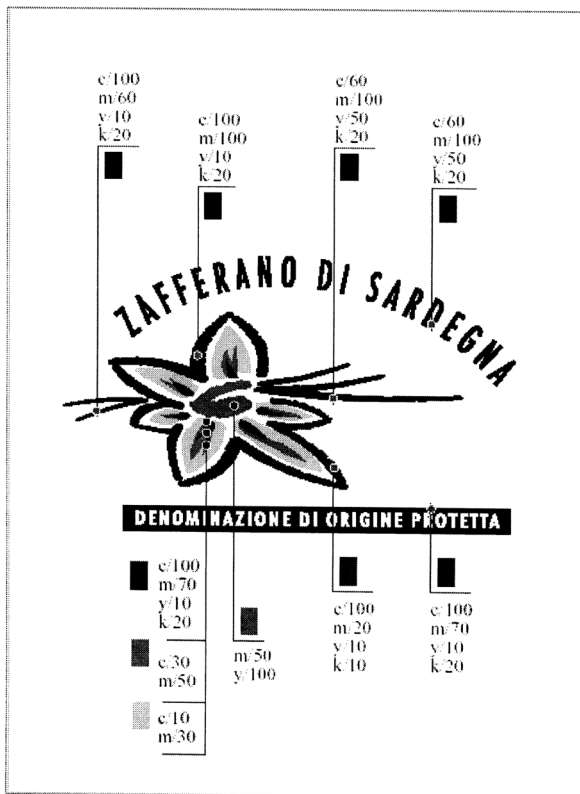 c/100
m/60
y/10
k/20
c/100
m/100
y/10
k/20
c/60
m/100
y/50
k/20
c/60
m/100
y/50
k/20
ZAFFERANO DI SARDEGNA
DENOMINAZIONE DI ORIGINE PROTETTA
c/100
m/70
y/10
k/20
c/30
m/50
c/10
m/30
m/50
y/100
c/100
m/20
y/10
k/10
c/100
m/70
y/10
k/20